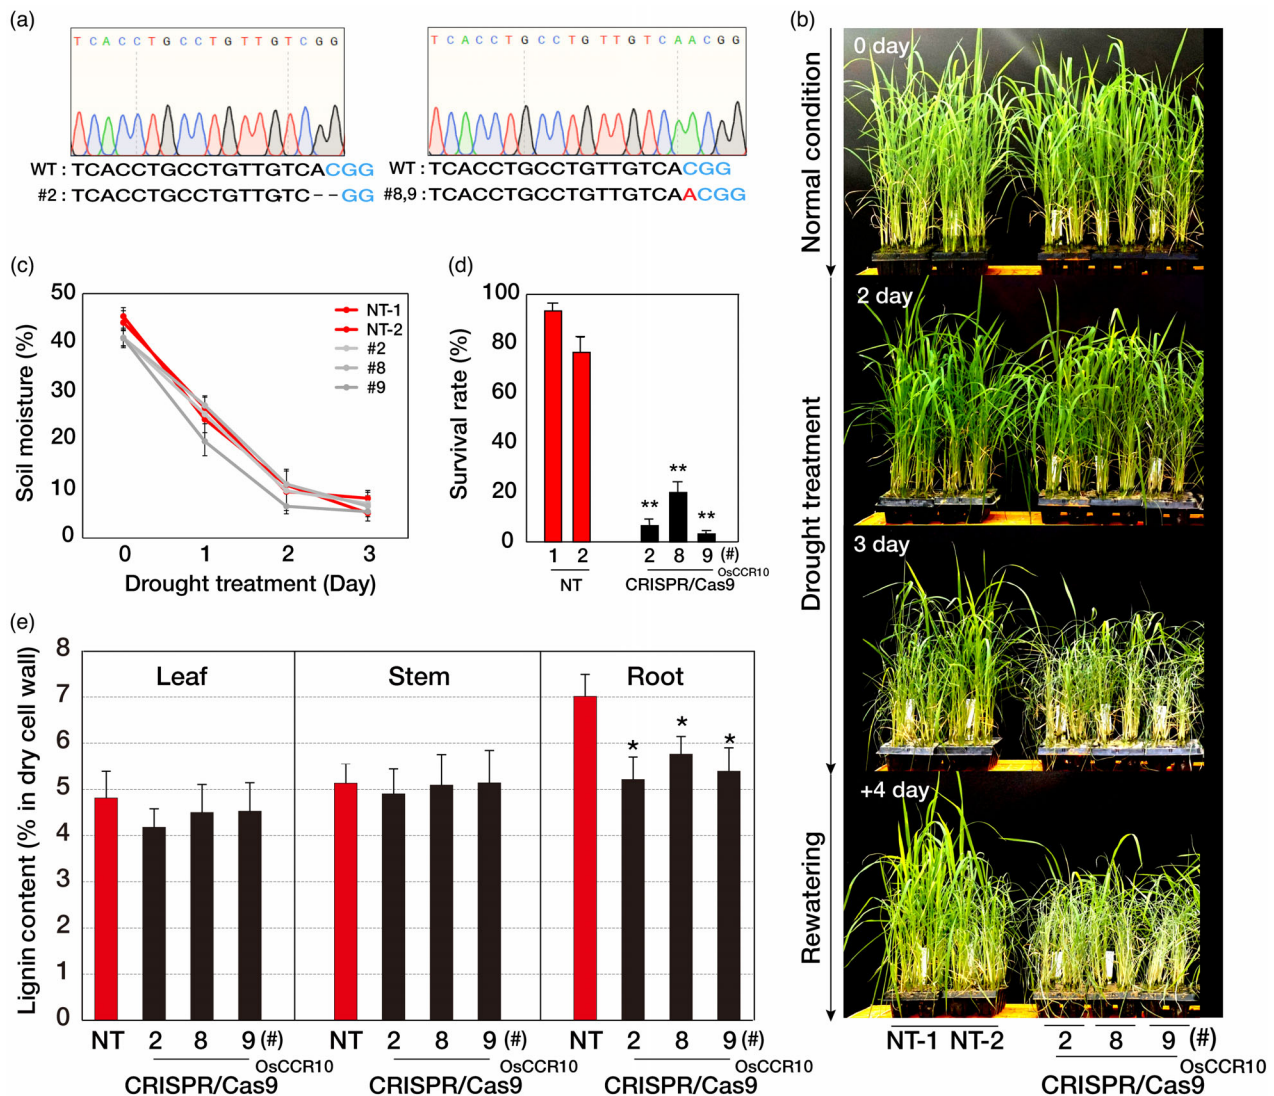 (a)
T C A C C T G C C T G T T G T C G G
WT : TCACCTGCCTGTTGTCACGG
#2 : TCACCTGCCTGTTGTC--GG
T C A C C T G C C T G T T G T C A A C G G
WT : TCACCTGCCTGTTGTCACGG
#8,9 : TCACCTGCCTGTTGTCAACGG
(b)
Normal condition
0 day
Drought treatment
2 day
3 day
Rewatering
+4 day
NT-1 NT-2 2 8 9 (#)
CRISPR/Cas9 OsCCR10
(c)
Soil moisture (%)
50
40
30
20
10
0
NT-1
NT-2
#2
#8
#9
0 1 2 3
Drought treatment (Day)
(d)
Survival rate (%)
100
80
60
40
20
0
** ** **
1 2 2 8 9 (#)
NT CRISPR/Cas9 OsCCR10
(e)
Lignin content (% in dry cell wall)
8
7
6
5
4
3
2
1
0
Leaf Stem Root
* * *
NT 2 8 9 (#) NT 2 8 9 (#) NT 2 8 9 (#)
CRISPR/Cas9 OsCCR10 CRISPR/Cas9 OsCCR10 CRISPR/Cas9 OsCCR10